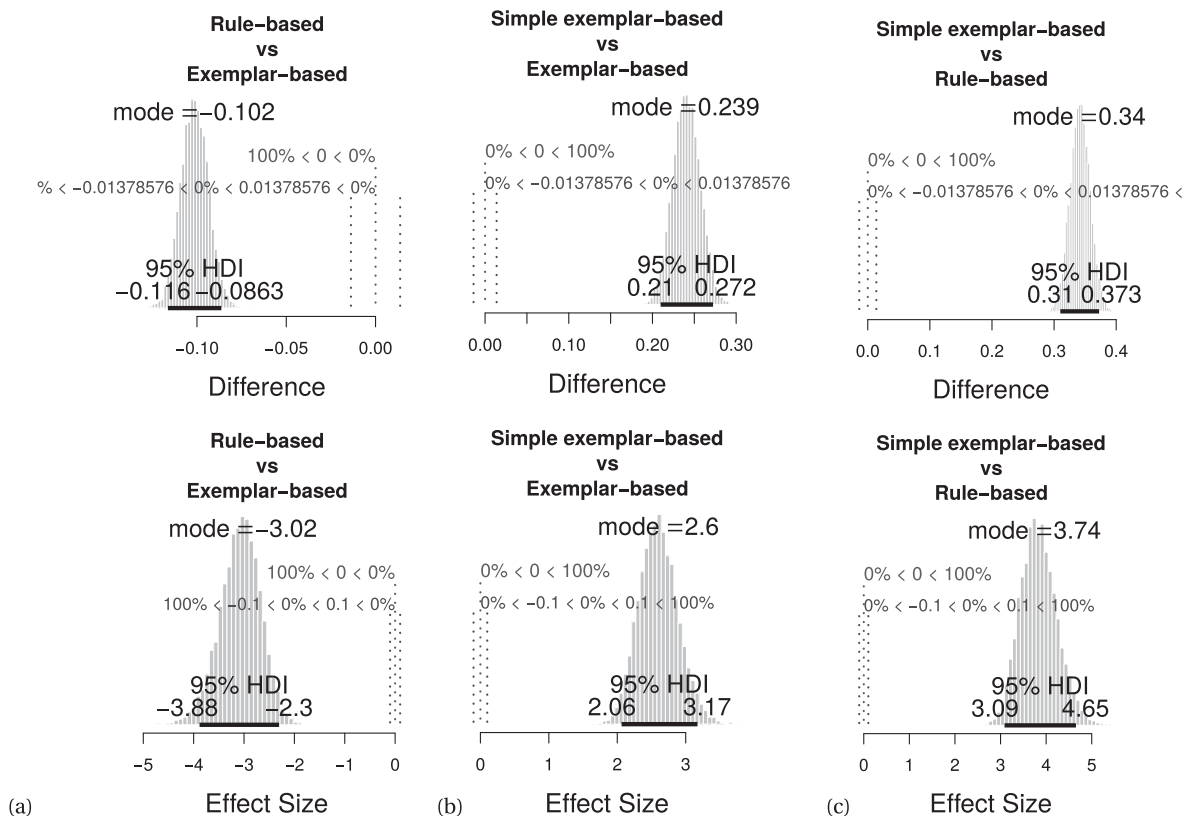 Rule−based
vs
Exemplar−based
mode =−0.102
100% < 0 < 0%
% < −0.01378576 < 0% < 0.01378576 < 0%
95% HDI
−0.116 −0.0863
−0.10 −0.05 0.00
Difference
Simple exemplar−based
vs
Exemplar−based
mode =0.239
0% < 0 < 100%
0% < −0.01378576 < 0% < 0.01378576
95% HDI
0.21 0.272
0.00 0.10 0.20 0.30
Difference
Simple exemplar−based
vs
Rule−based
mode =0.34
0% < 0 < 100%
0% < −0.01378576 < 0% < 0.01378576 <
95% HDI
0.31 0.373
0.0 0.1 0.2 0.3 0.4
Difference
Rule−based
vs
Exemplar−based
mode =−3.02
100% < 0 < 0%
100% < −0.1 < 0% < 0.1 < 0%
95% HDI
−3.88 −2.3
−5 −4 −3 −2 −1 0
(a) Effect Size
Simple exemplar−based
vs
Exemplar−based
mode =2.6
0% < 0 < 100%
0% < −0.1 < 0% < 0.1 < 100%
95% HDI
2.06 3.17
0 1 2 3
(b) Effect Size
Simple exemplar−based
vs
Rule−based
mode =3.74
0% < 0 < 100%
0% < −0.1 < 0% < 0.1 < 100%
95% HDI
3.09 4.65
0 1 2 3 4 5
(c) Effect Size